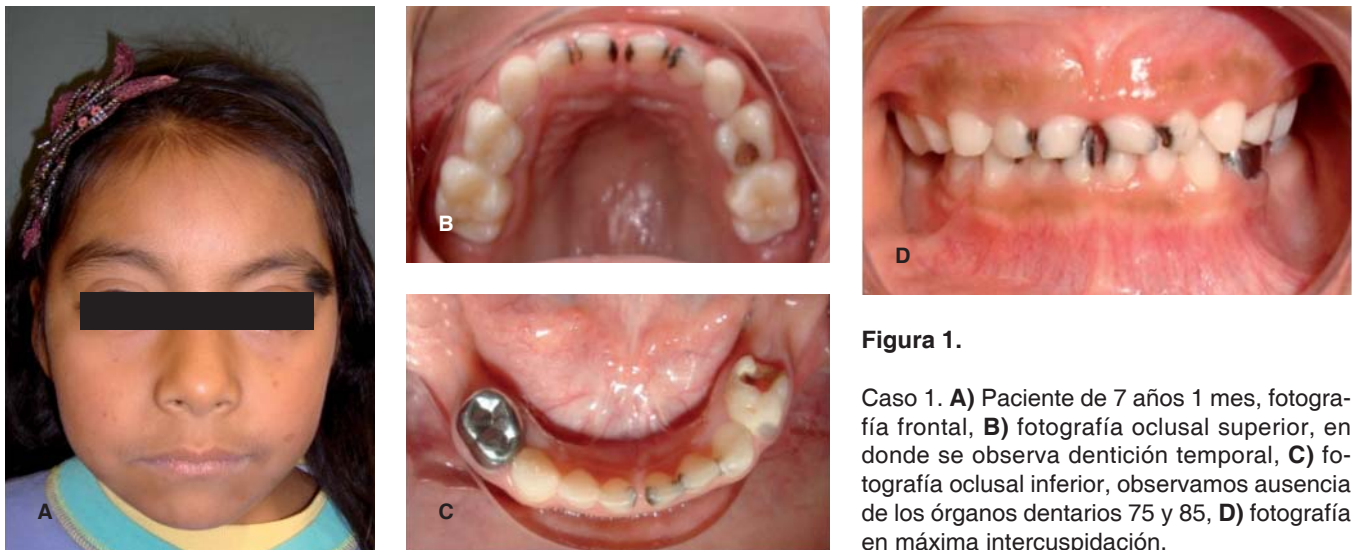 A
B
C
D
Figura 1.
Caso 1. A) Paciente de 7 años 1 mes, fotogra-
fía frontal, B) fotografía oclusal superior, en
donde se observa dentición temporal, C) fo-
tografía oclusal inferior, observamos ausencia
de los órganos dentarios 75 y 85, D) fotografía
en máxima intercuspidación.